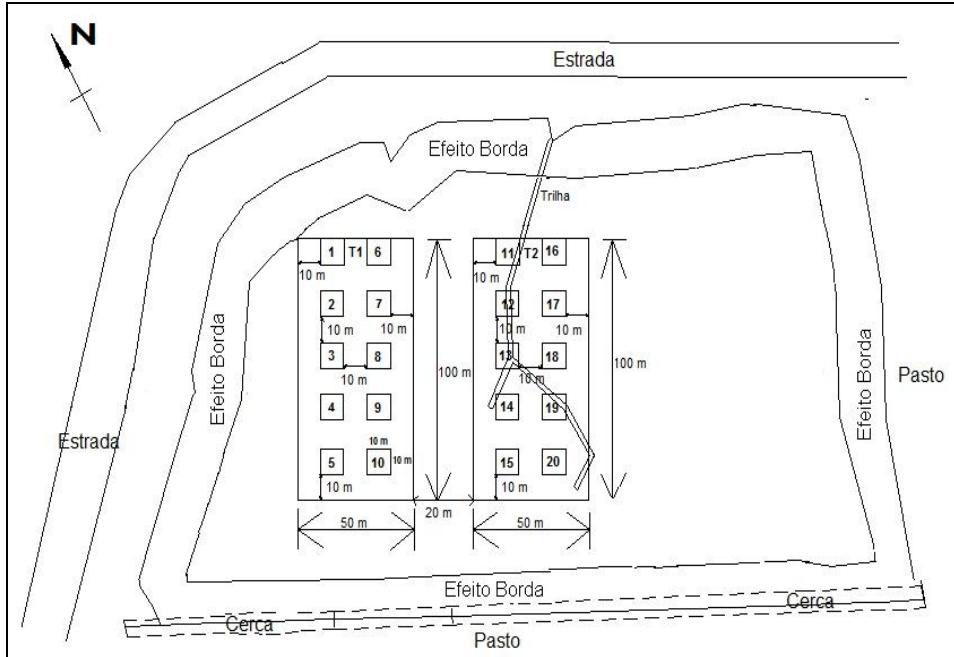 N
Estrada
Efeito Borda
Trilha
1 T1 6
11 T2 16
10 m
10 m
2 7
12 17
10 m
10 m
10 m
10 m
3 8
13 18
10 m
10 m
100 m
100 m
Efeito Borda
Efeito Borda
Pasto
4 9
14 19
Estrada
10 m
5 10 10 m
15 20
10 m
10 m
20 m
50 m
50 m
Efeito Borda
Cerca
Cerca
Pasto